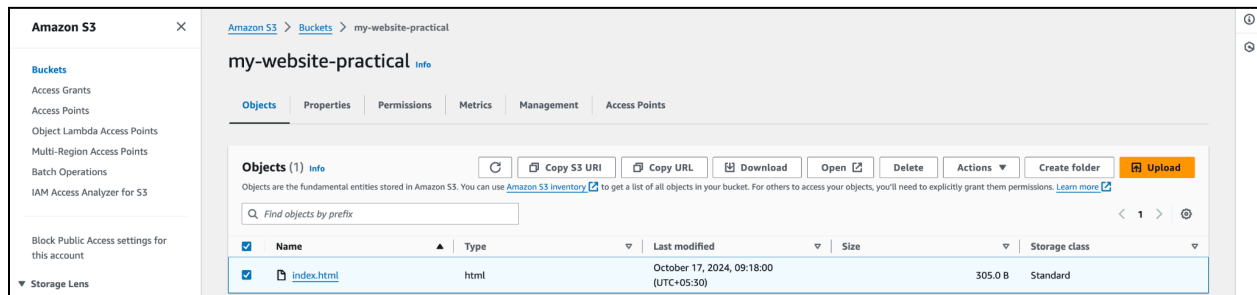 Amazon S3
Buckets
Access Grants
Access Points
Object Lambda Access Points
Multi-Region Access Points
Batch Operations
IAM Access Analyzer for S3
Block Public Access settings for
this account
▼ Storage Lens
Amazon S3 > Buckets > my-website-practical
my-website-practical Info
Objects Properties Permissions Metrics Management Access Points
Objects (1) Info Copy S3 URI Copy URL Download Open Delete Actions ▼ Create folder Upload
Objects are the fundamental entities stored in Amazon S3. You can use Amazon S3 inventory to get a list of all objects in your bucket. For others to access your objects, you'll need to explicitly grant them permissions. Learn more
Find objects by prefix
< 1 >
Name Type Last modified Size Storage class
index.html html October 17, 2024, 09:18:00 305.0 B Standard
(UTC+05:30)